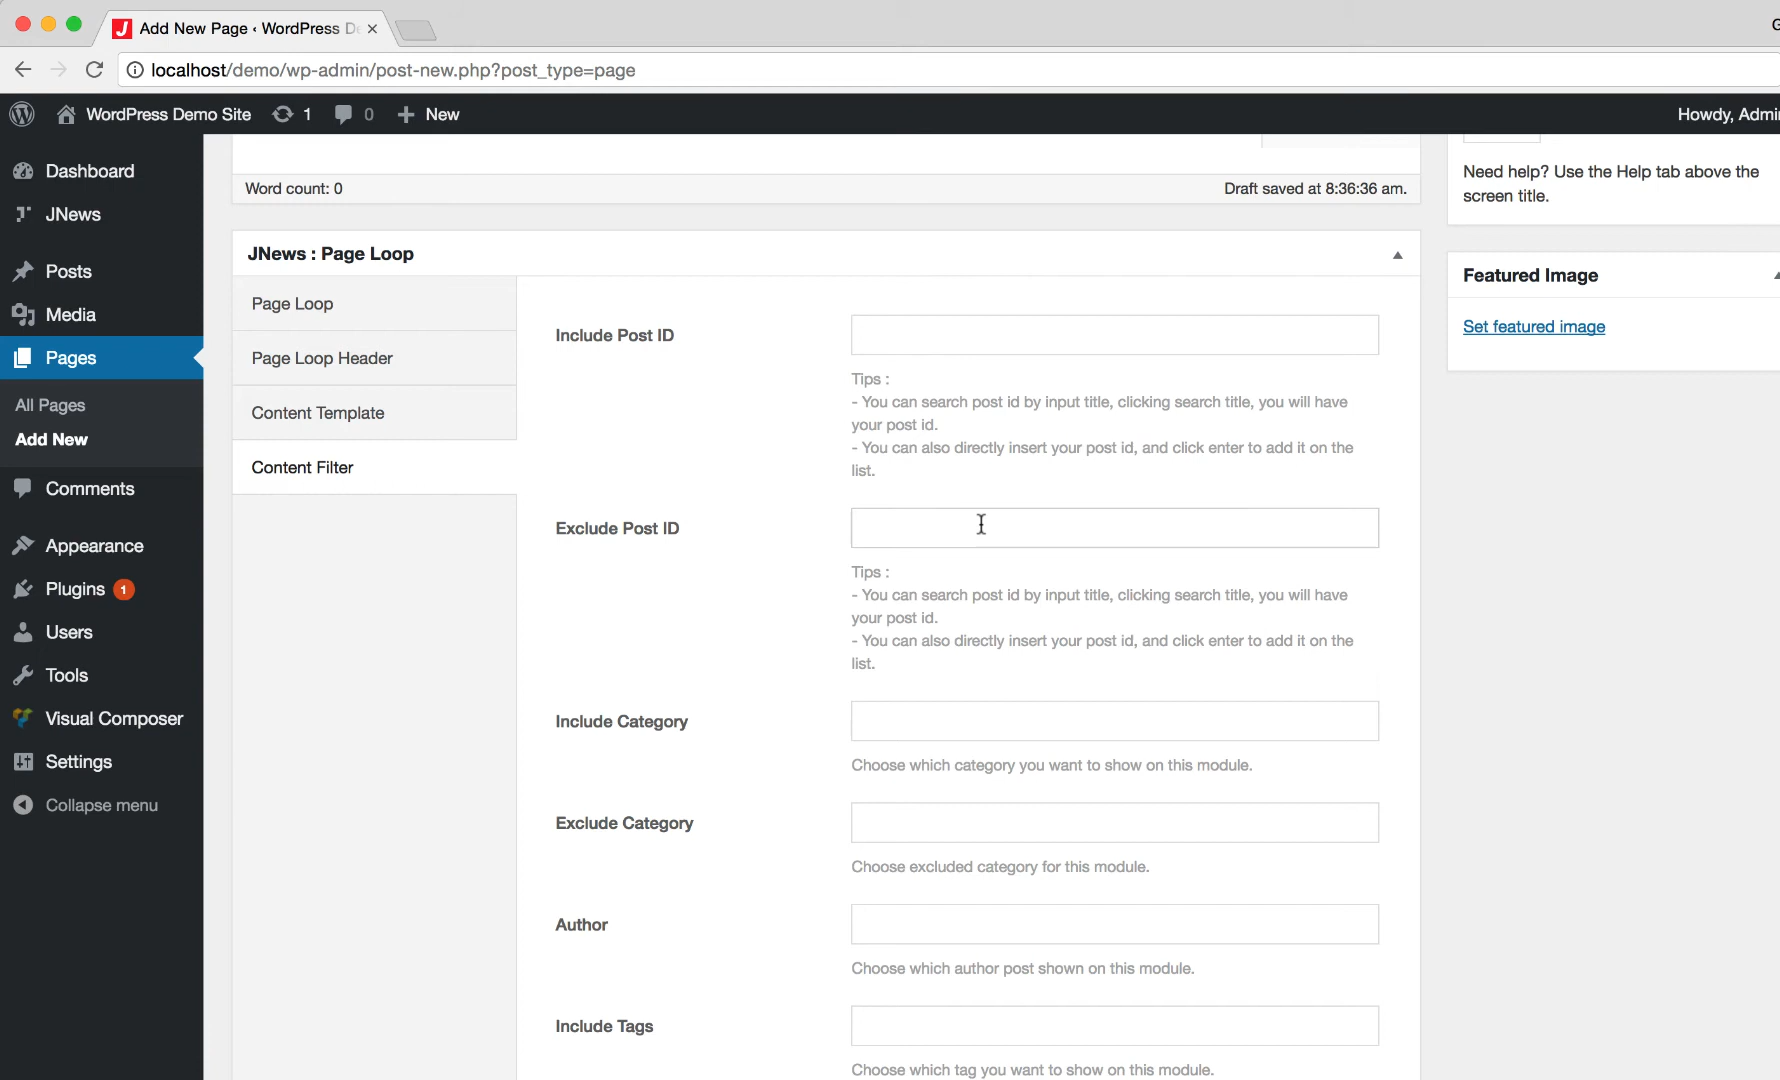 Add New Page ‹ WordPress De
localhost/demo/wp-admin/post-new.php?post_type=page
WordPress Demo Site 1 0 New Howdy, Admi
Dashboard
JNews
Posts
Media
Pages
All Pages
Add New
Comments
Appearance
Plugins 1
Users
Tools
Visual Composer
Settings
Collapse menu
Word count: 0 Draft saved at 8:36:36 am.
JNews : Page Loop
Page Loop
Page Loop Header
Content Template
Content Filter
Include Post ID
Tips :
- You can search post id by input title, clicking search title, you will have
your post id.
- You can also directly insert your post id, and click enter to add it on the
list.
Exclude Post ID
Tips :
- You can search post id by input title, clicking search title, you will have
your post id.
- You can also directly insert your post id, and click enter to add it on the
list.
Include Category
Choose which category you want to show on this module.
Exclude Category
Choose excluded category for this module.
Author
Choose which author post shown on this module.
Include Tags
Choose which tag you want to show on this module.
Need help? Use the Help tab above the
screen title.
Featured Image
Set featured image